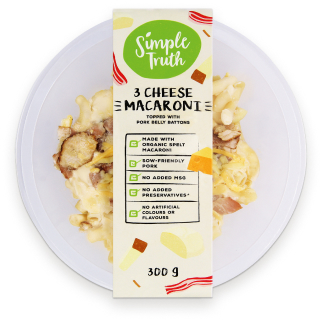 Simple
Truth
3 CHEESE
MACARONI
TOPPED WITH
PORK BELLY BATTONS
MADE WITH
ORGANIC SPELT
MACARONI
SOW-FRIENDLY
PORK
NO ADDED MSG
NO ADDED
PRESERVATIVES^
NO ARTIFICIAL
COLOURS OR
FLAVOURS
300 g